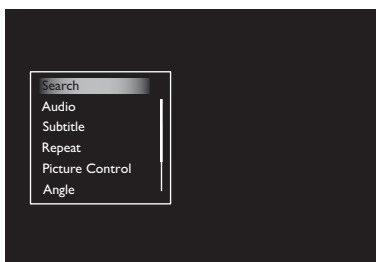 Search
Audio
Subtitle
Repeat
Picture Control
Angle